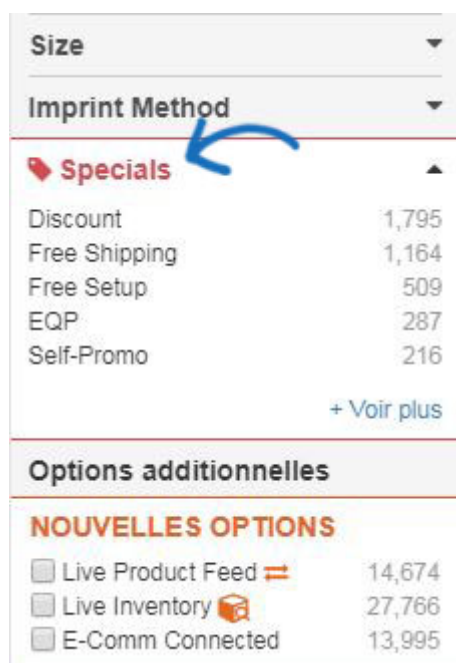 Size
Imprint Method
Specials
Discount 1,795
Free Shipping 1,164
Free Setup 509
EQP 287
Self-Promo 216
+ Voir plus
Options additionnelles
NOUVELLES OPTIONS
Live Product Feed 14,674
Live Inventory 27,766
E-Comm Connected 13,995